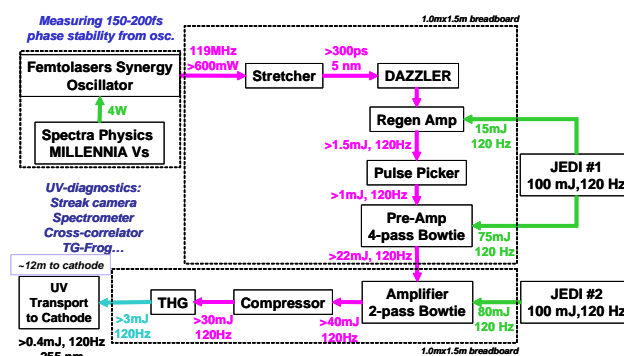 Measuring 150-200fs
phase stability from osc.
1.0mx1.5m breadboard
Femtolasers Synergy
Oscillator
119MHz
>600mW
Stretcher
>300ps
5 nm
DAZZLER
4W
Spectra Physics
MILLENNIA Vs
Regen Amp
15mJ
120 Hz
>1.5mJ, 120Hz
JEDI #1
100 mJ,120 Hz
Pulse Picker
>1mJ, 120Hz
UV-diagnostics:
Streak camera
Spectrometer
Cross-correlator
TG-Frog…
Pre-Amp
4-pass Bowtie
75mJ
120 Hz
>22mJ, 120Hz
~12m to cathode
UV
Transport
to Cathode
>3mJ
120Hz
THG
>30mJ
120Hz
Compressor
>40mJ
120Hz
Amplifier
2-pass Bowtie
80mJ
120 Hz
JEDI #2
100 mJ,120 Hz
>0.4mJ, 120Hz
255 nm
1.0mx1.5m breadboard